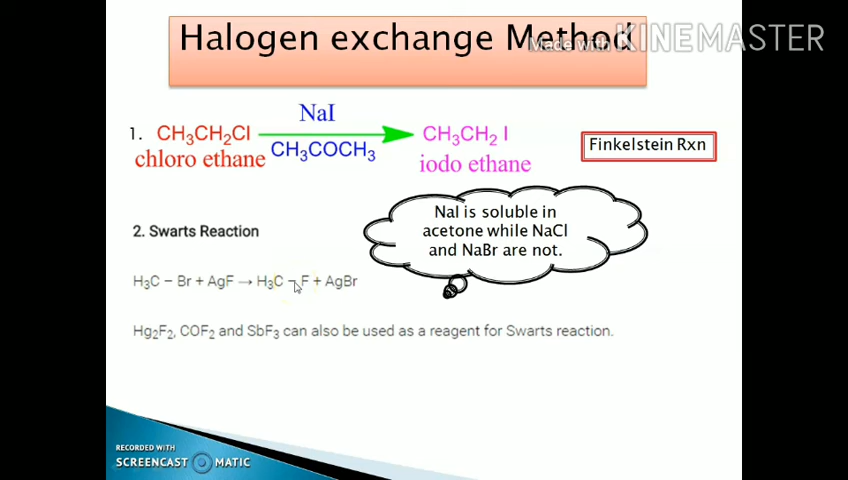 Halogen exchange Method
Made with KINEMASTER
1. CH₃CH₂Cl NaI CH₃COCH₃ CH₃CH₂ I
chloro ethane iodo ethane
Finkelstein Rxn
NaI is soluble in
acetone while NaCl
and NaBr are not.
2. Swarts Reaction
H₃C − Br + AgF → H₃C − F + AgBr
Hg₂F₂, COF₂ and SbF₃ can also be used as a reagent for Swarts reaction.
RECORDED WITH
SCREENCAST MATIC